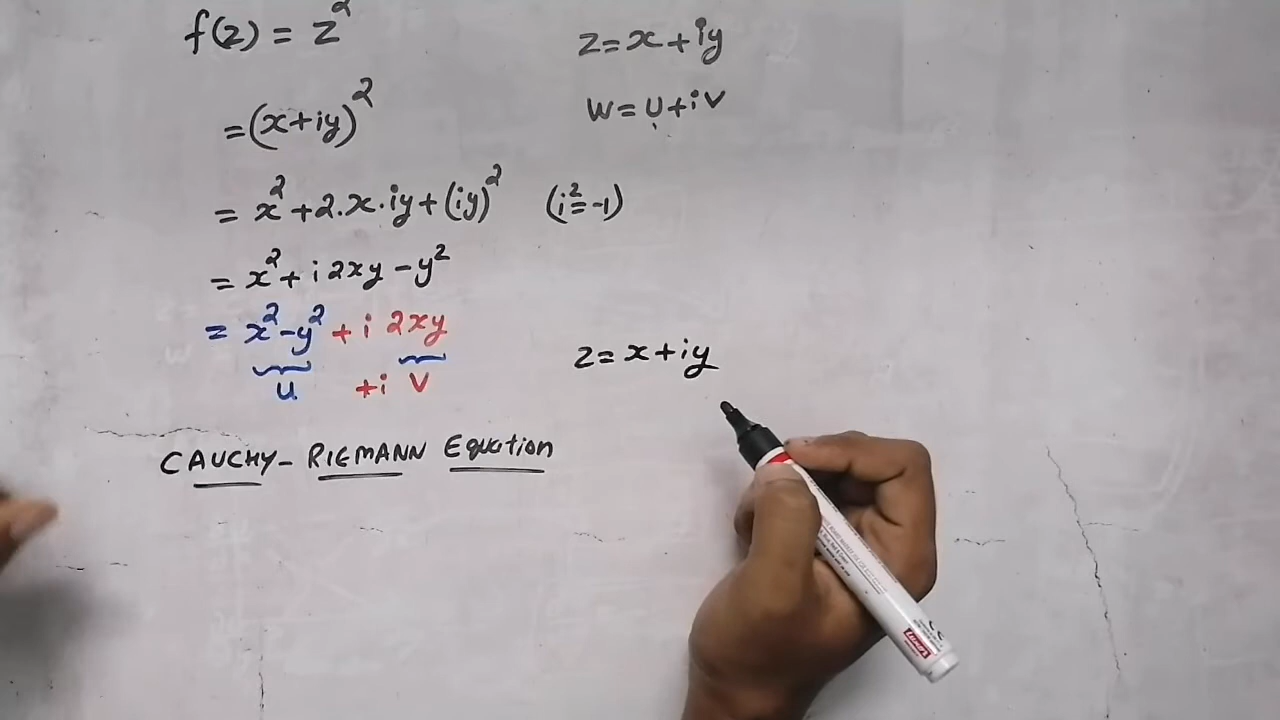 f(z) = z²
z = x + iy
= (x+iy)²
w = u + iv
= x² + 2.x.iy + (iy)² (i² = -1)
= x² + i 2xy - y²
= x² - y² + i 2xy
z = x + iy
u + i v
CAUCHY - RIEMANN Equation